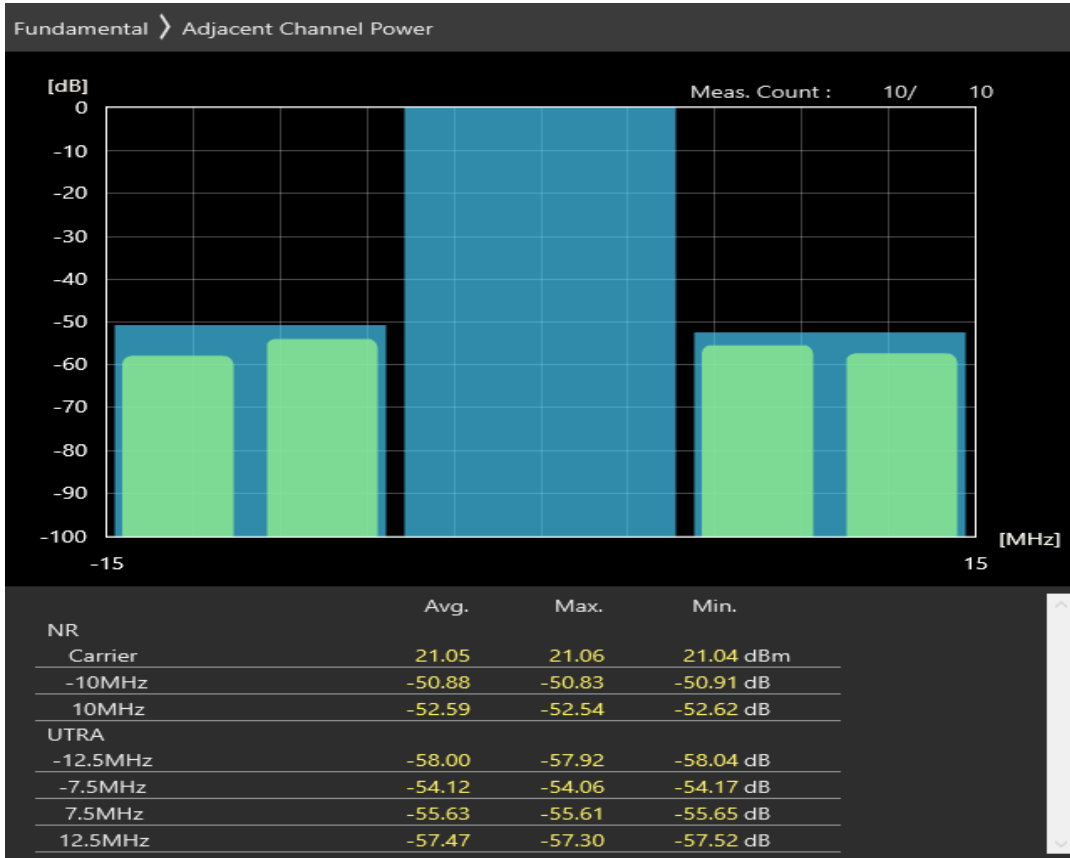 Fundamental ❭ Adjacent Channel Power
[dB]
Meas. Count : 10/ 10
0
-10
-20
-30
-40
-50
-60
-70
-80
-90
-100
[MHz]
-15 15
Avg. Max. Min.
NR
Carrier 21.05 21.06 21.04 dBm
-10MHz -50.88 -50.83 -50.91 dB
10MHz -52.59 -52.54 -52.62 dB
UTRA
-12.5MHz -58.00 -57.92 -58.04 dB
-7.5MHz -54.12 -54.06 -54.17 dB
7.5MHz -55.63 -55.61 -55.65 dB
12.5MHz -57.47 -57.30 -57.52 dB